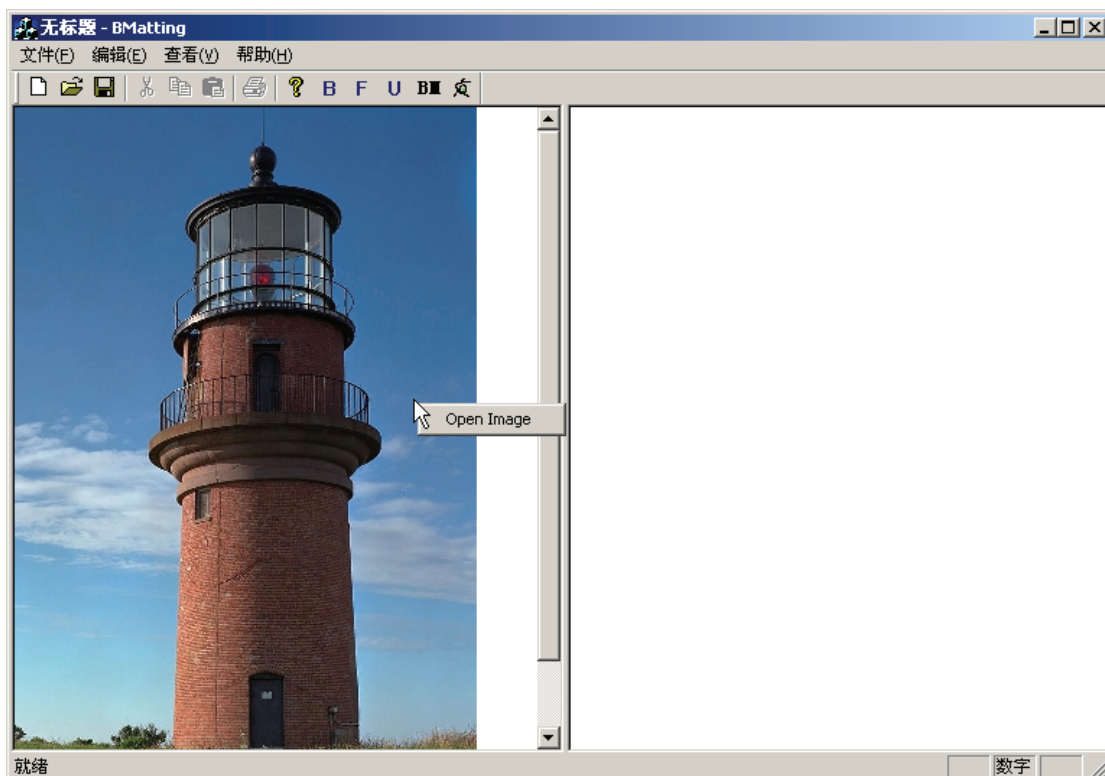 无标题 - BMatting
文件(F) 编辑(E) 查看(V) 帮助(H)
B F U B
Open Image
就绪
数字